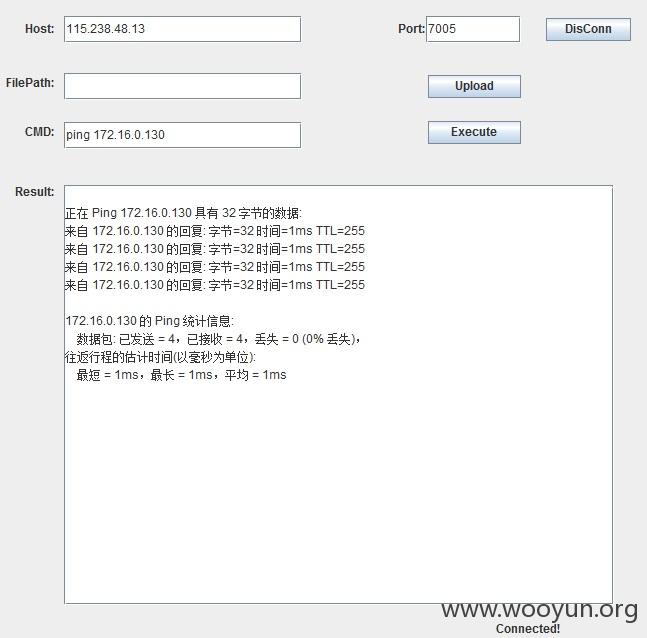 Host: 115.238.48.13 Port: 7005 DisConn
FilePath: Upload
CMD: ping 172.16.0.130 Execute
Result:
正在 Ping 172.16.0.130 具有 32 字节的数据:
来自 172.16.0.130 的回复: 字节=32 时间=1ms TTL=255
来自 172.16.0.130 的回复: 字节=32 时间=1ms TTL=255
来自 172.16.0.130 的回复: 字节=32 时间=1ms TTL=255
来自 172.16.0.130 的回复: 字节=32 时间=1ms TTL=255
172.16.0.130 的 Ping 统计信息:
数据包: 已发送 = 4，已接收 = 4，丢失 = 0 (0% 丢失)，
往返行程的估计时间(以毫秒为单位):
最短 = 1ms，最长 = 1ms，平均 = 1ms
www.wooyun.org
Connected!